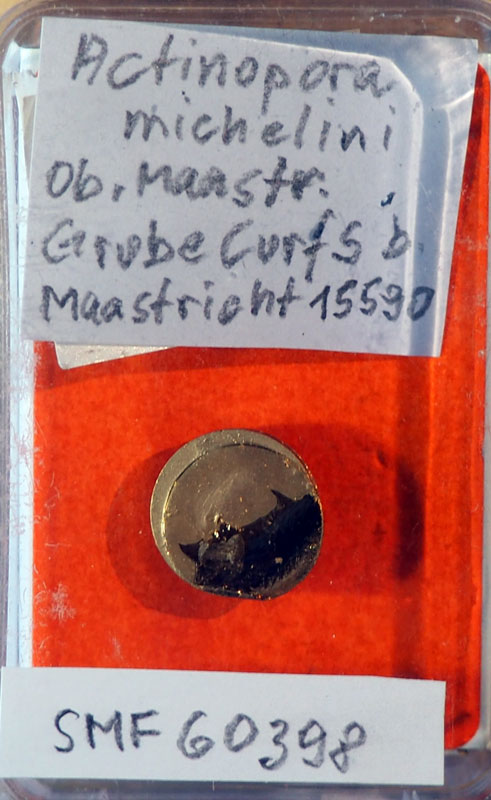 Actinopora
michelini
Ob. Maastr.
Grube Curfs b.
Maastricht 15590
SMF 60398